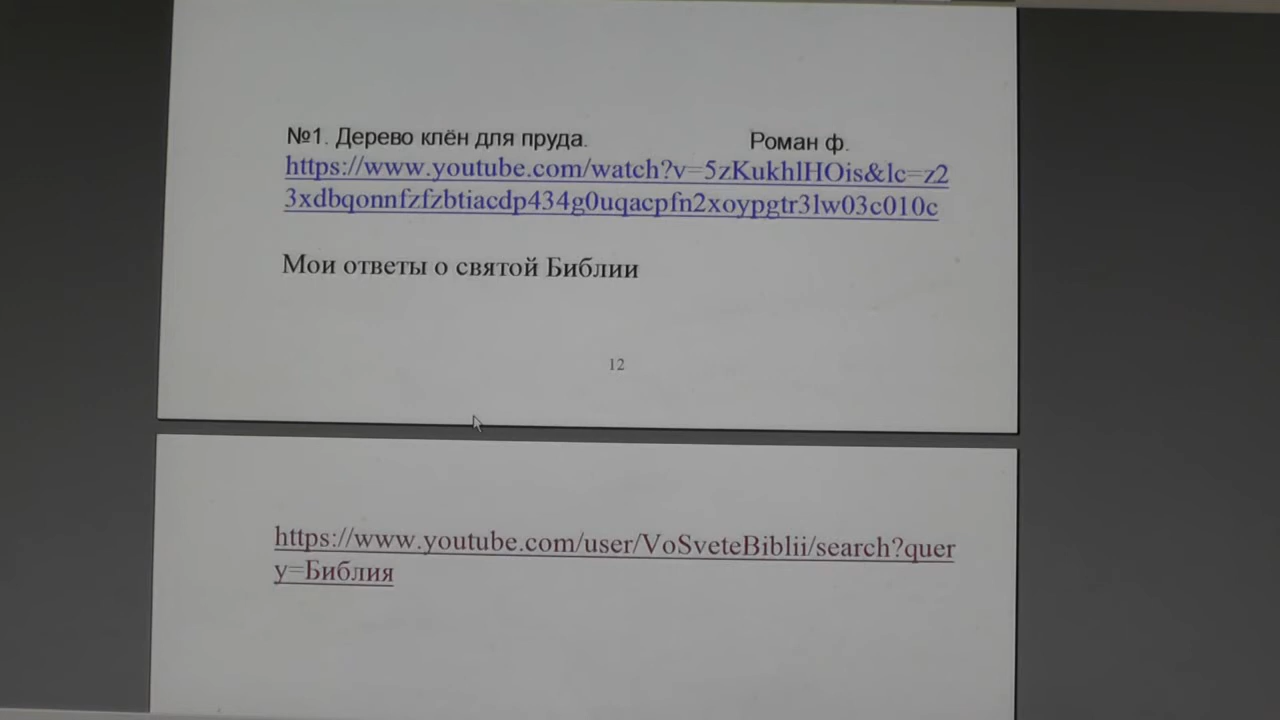 №1. Дерево клён для пруда. Роман ф.
https://www.youtube.com/watch?v=5zKukhlHOis&lc=z2
3xdbqonnfzfzbtiacdp434g0uqacpfn2xoypgtr3lw03c010c
Мои ответы о святой Библии
12
https://www.youtube.com/user/VoSveteBiblii/search?quer
y=Библия